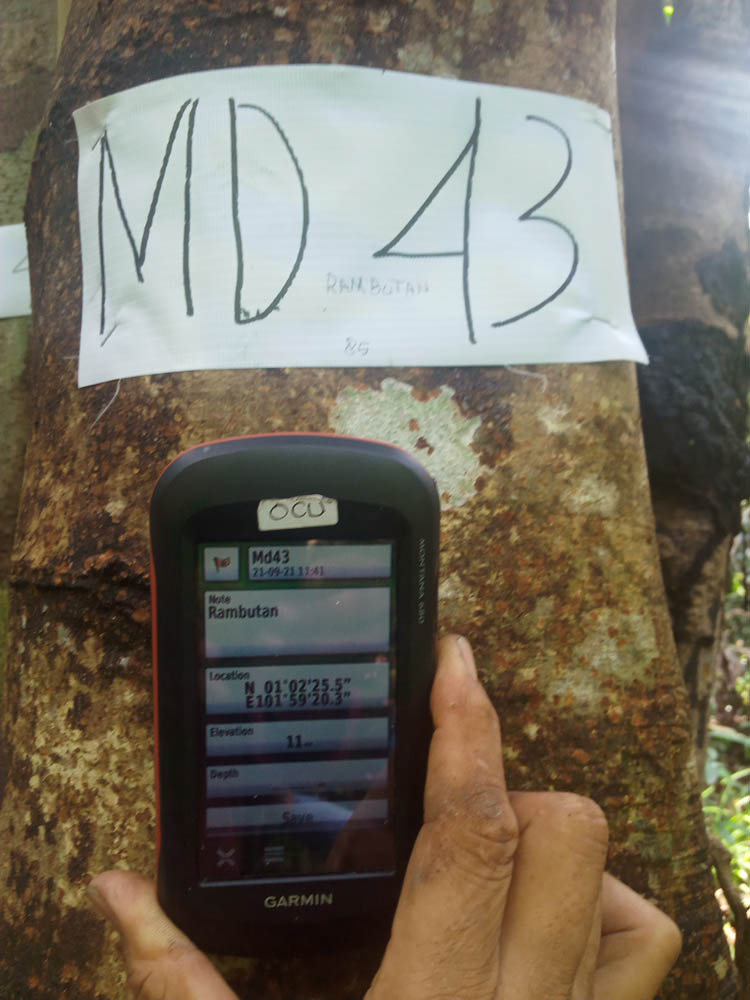 MD 43
RAMBUTAN
85
OCU
MONTANA 680
Md43
21-09-21 11:41
Note
Rambutan
Location
N 01°02'25.5"
E101°59'20.3"
Elevation
11m
Depth
Save
GARMIN